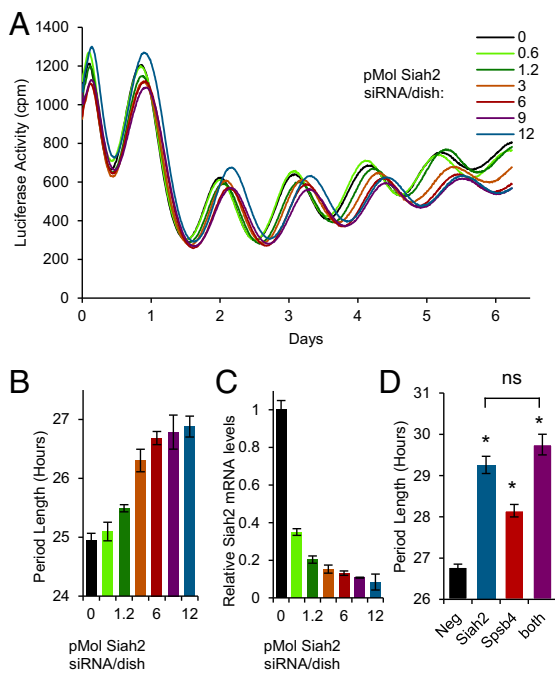 A
1400
1200
1000
800
600
400
200
0
Luciferase Activity (cpm)
0 1 2 3 4 5 6
Days
pMol Siah2
siRNA/dish:
0
0.6
1.2
3
6
9
12
B
27
26
25
24
Period Length (Hours)
0 1.2 6 12
pMol Siah2
siRNA/dish
C
1
0.8
0.6
0.4
0.2
0
Relative Siah2 mRNA levels
0 1.2 6 12
pMol Siah2
siRNA/dish
D
ns
31
30
29
28
27
26
Period Length (Hours)
* * *
Neg Siah2 Spsb4 both